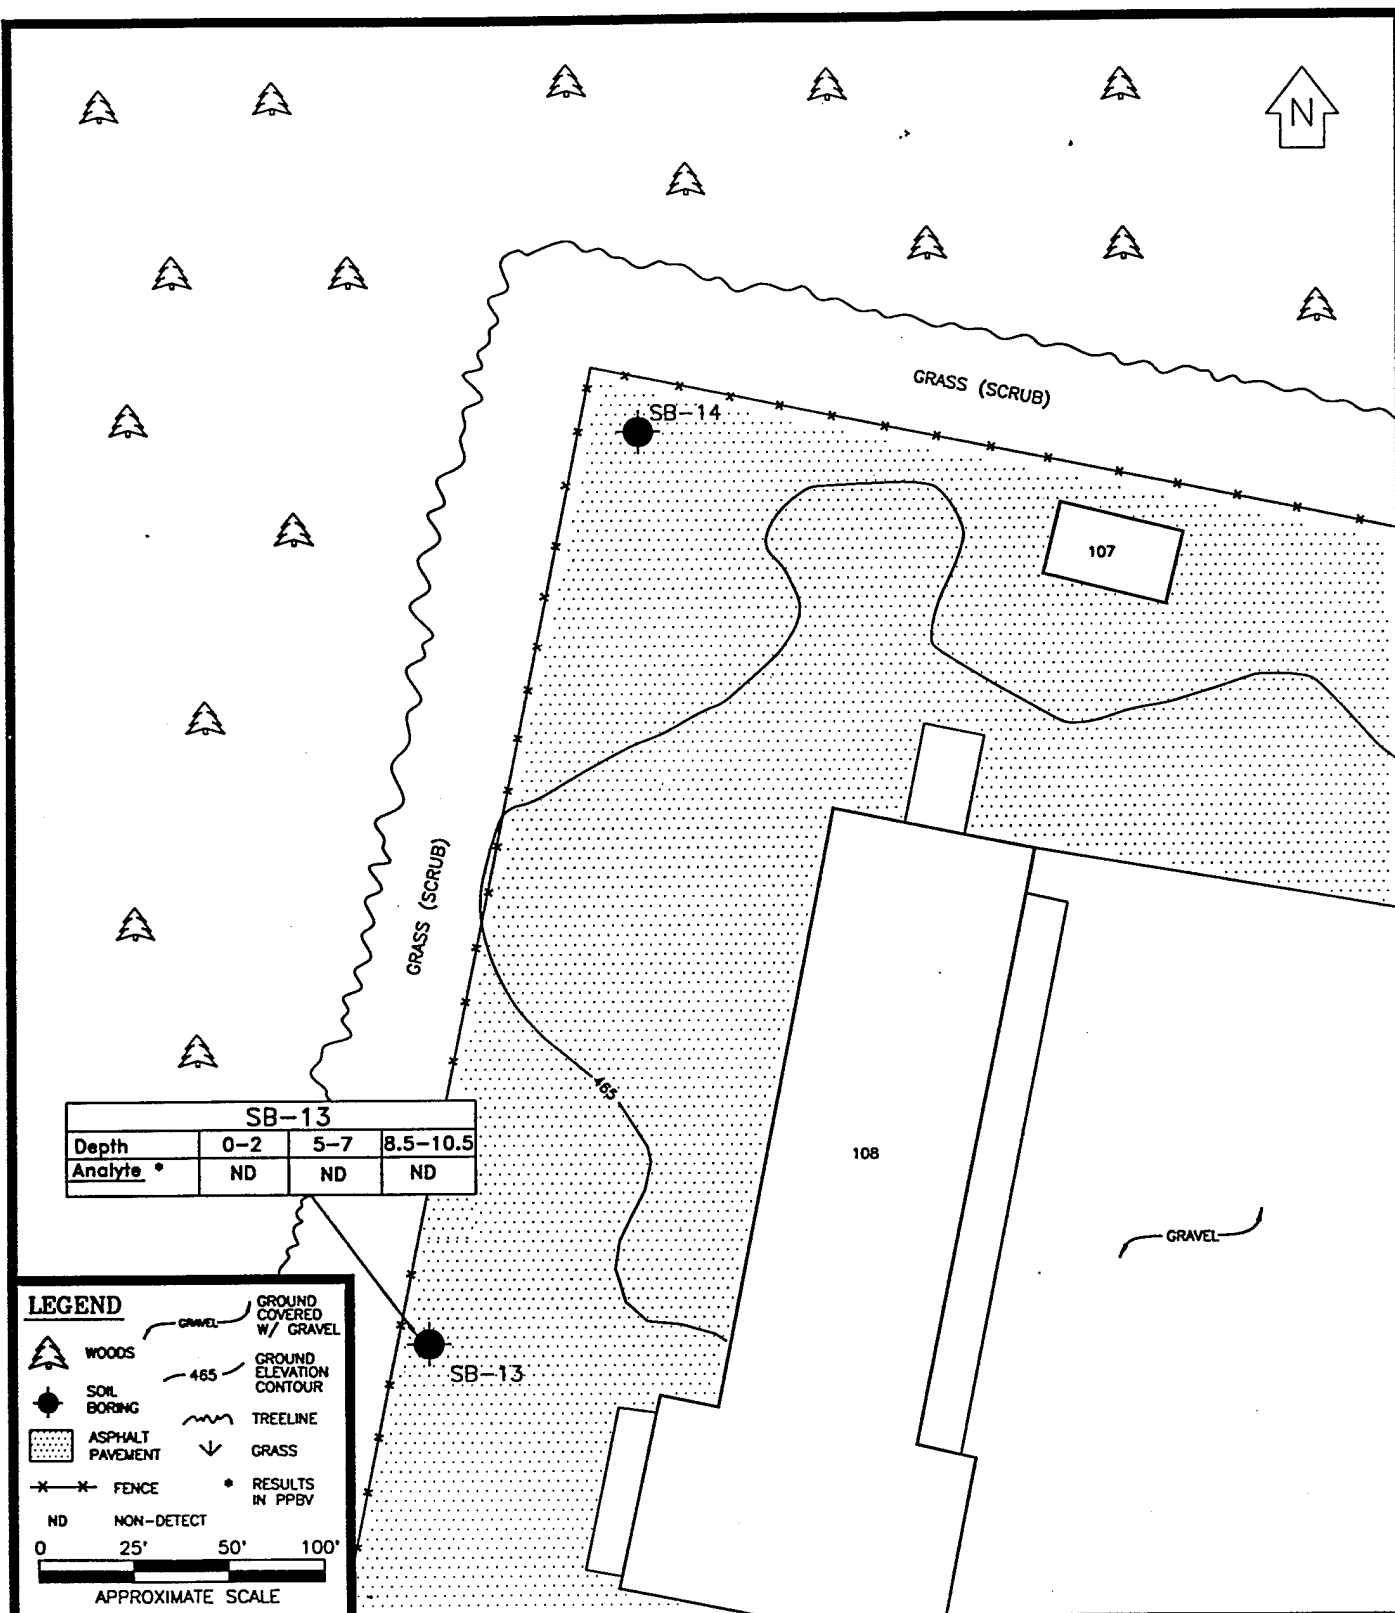 N
GRASS (SCRUB)
SB-14
107
GRASS (SCRUB)
465
SB-13
Depth 0-2 5-7 8.5-10.5
Analyte * ND ND ND
108
GRAVEL
SB-13
LEGEND
GRAVEL
GROUND
COVERED
W/ GRAVEL
WOODS
465
GROUND
ELEVATION
CONTOUR
SOIL
BORING
TREELINE
ASPHALT
PAVEMENT
GRASS
FENCE
* RESULTS
IN PPBV
ND NON-DETECT
0 25' 50' 100'
APPROXIMATE SCALE